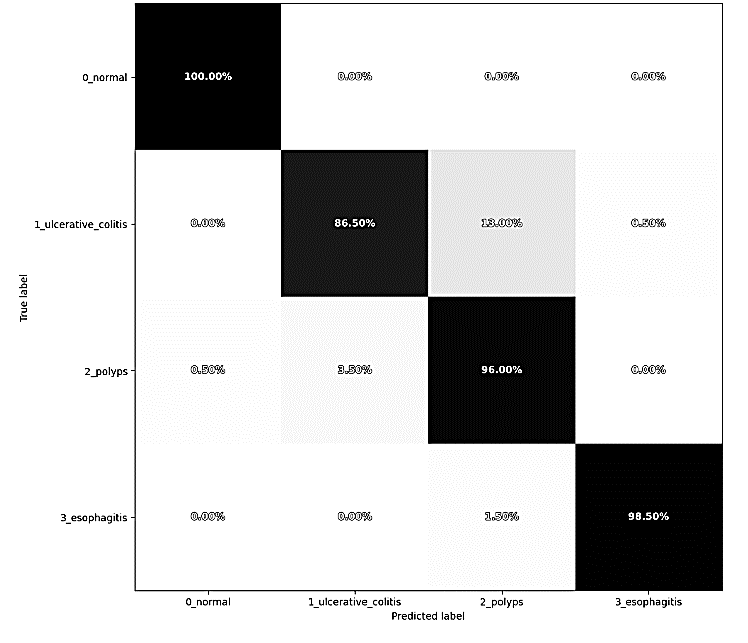 0_normal 100.00% 0.00% 0.00% 0.00%
1_ulcerative_colitis 0.00% 86.50% 13.00% 0.50%
True label
2_polyps 0.50% 3.50% 96.00% 0.00%
3_esophagitis 0.00% 0.00% 1.50% 98.50%
0_normal 1_ulcerative_colitis 2_polyps 3_esophagitis
Predicted label